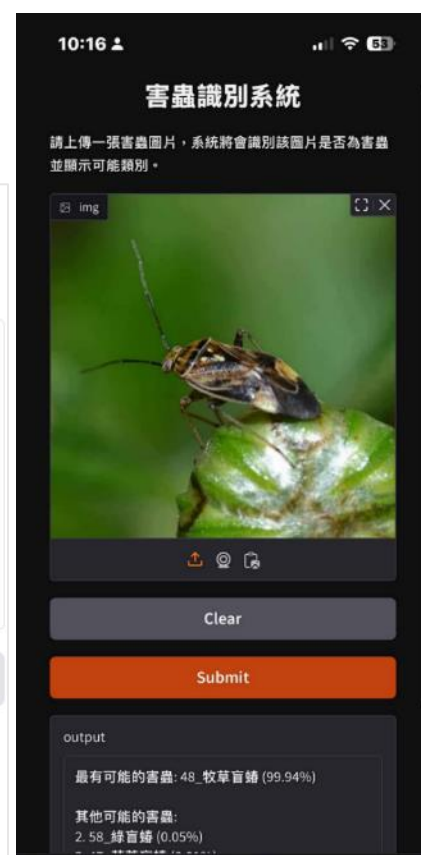 10:16
53
害蟲識別系統
請上傳一張害蟲圖片，系統將會識別該圖片是否為害蟲
並顯示可能類別。
img
Clear
Submit
output
最有可能的害蟲: 48_牧草盲蝽 (99.94%)
其他可能的害蟲:
2. 58_綠盲蝽 (0.05%)